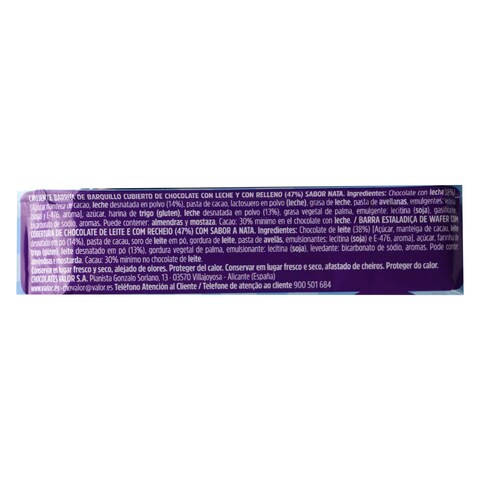 CALIENTE BARRITA DE BARQUILLO CUBIERTO DE CHOCOLATE CON LECHE Y CON RELLENO (47%) SABOR NATA. Ingredientes: Chocolate con leche (38%)
[Azúcar, manteca de cacao, leche desnatada en polvo (14%), pasta de cacao, lactosuero en polvo (leche), grasa de leche, pasta de avellanas, emulgentes: lecitina
(soja) y E-476, aroma], azúcar, harina de trigo (gluten), leche desnatada en polvo (13%), grasa vegetal de palma, emulgente: lecitina (soja), gasificante:
bicarbonato de sodio, aromas. Puede contener: almendras y mostaza. Cacao: 30% mínimo en el chocolate con leche. / BARRA ESTALADIÇA DE WAFER COM
COBERTURA DE CHOCOLATE DE LEITE E COM RECHEIO (47%) COM SABOR A NATA. Ingredientes: Chocolate de leite (38%) [Açúcar, manteiga de cacau, leite
desnatado em pó (14%), pasta de cacau, soro de leite em pó, gordura de leite, pasta de avelãs, emulsionantes: lecitina (soja) e E-476, aroma], açúcar, farinha de
trigo (glúten), leite desnatado em pó (13%), gordura vegetal de palma, emulsionante: lecitina (soja), levedante: bicarbonato de sódio, aromas. Pode conter:
amêndoas e mostarda. Cacau: 30% mínimo no chocolate de leite.
Conservar en lugar fresco y seco, alejado de olores. Proteger del calor. Conservar em lugar fresco e seco, afastado de cheiros. Proteger do calor.
CHOCOLATES VALOR S.A. Pianista Gonzalo Soriano, 13 - 03570 Villajoyosa - Alicante (España)
www.valor.es - chovalor@valor.es Teléfono Atención al Cliente / Telefone de atenção ao cliente 900 501 684